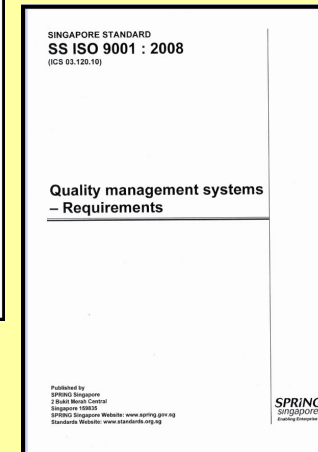 SINGAPORE STANDARD
SS ISO 9001 : 2008
(ICS 03.120.10)
Quality management systems
– Requirements
Published by
SPRING Singapore
2 Bukit Merah Central
Singapore 159835
SPRING Singapore Website: www.spring.gov.sg
Standards Website: www.standards.org.sg
SPRING
singapore
Enabling Enterprise